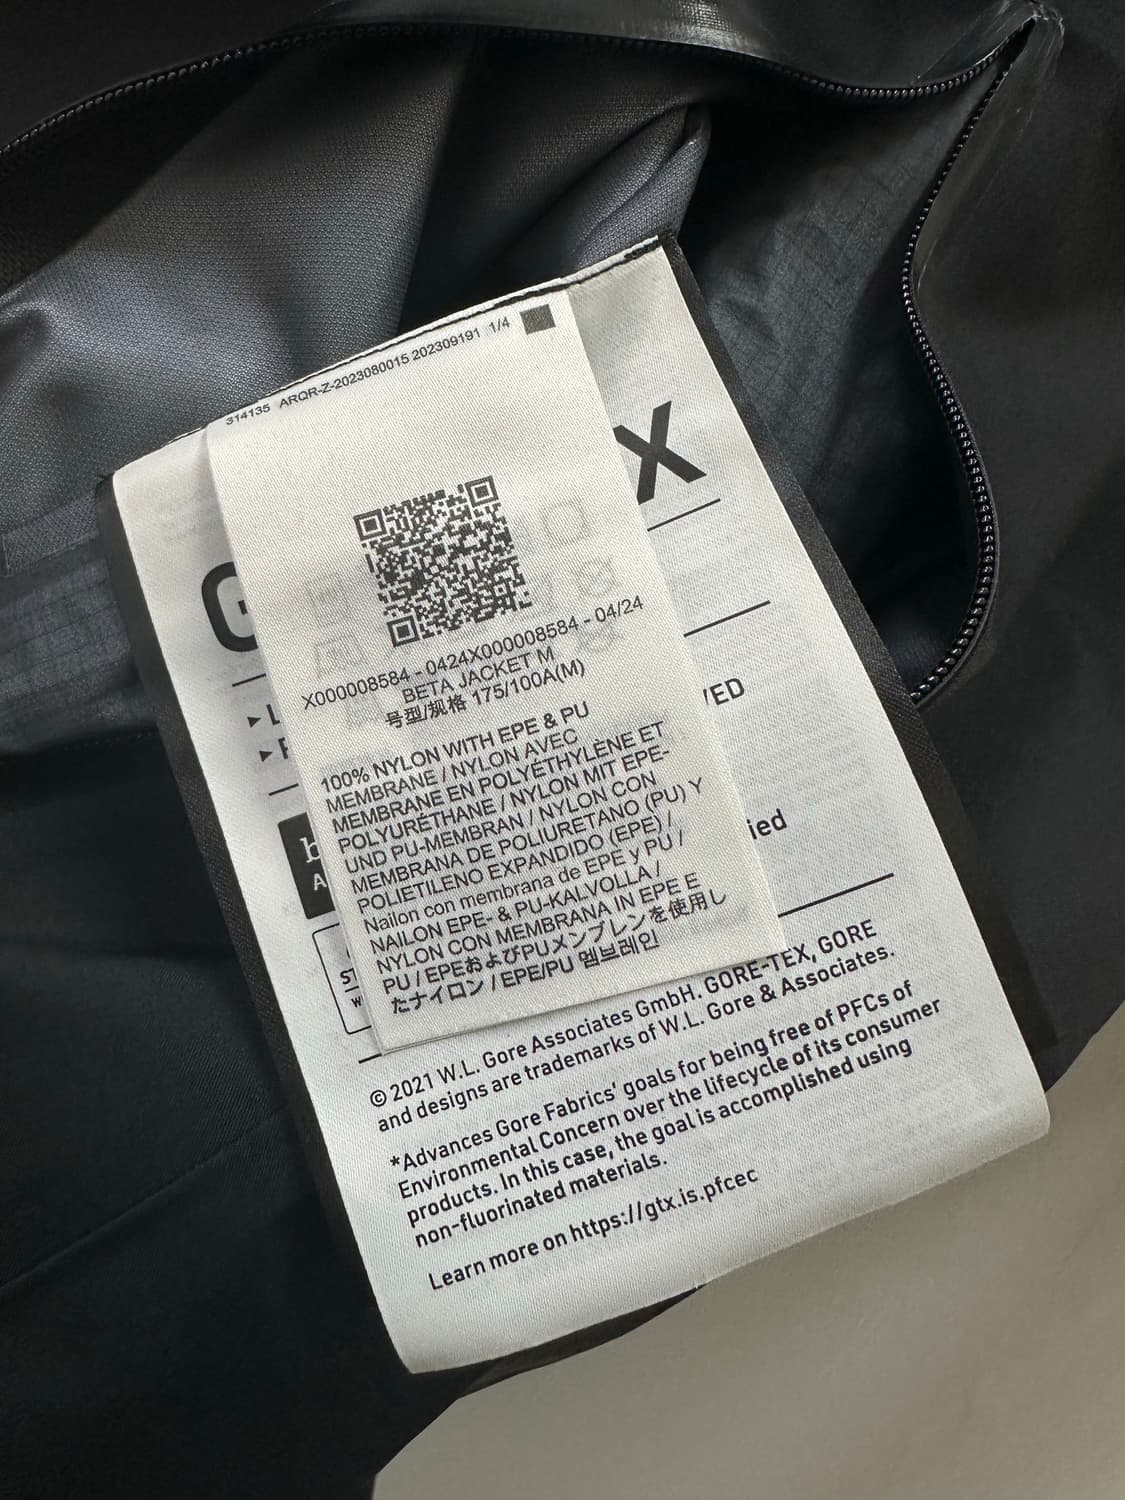 314135 ARQR-Z-2023080015 202309191 1/4
X000008584 - 0424X000008584 - 04/24
BETA JACKET M
号型/规格 175/100A(M)
100% NYLON WITH EPE & PU
MEMBRANE / NYLON AVEC
MEMBRANE EN POLYÉTHYLÈNE ET
POLYURÉTHANE / NYLON MIT EPE-
UND PU-MEMBRAN / NYLON CON
MEMBRANA DE POLIURETANO (PU) Y
POLIETILENO EXPANDIDO (EPE) /
Nailon con membrana de EPE y PU /
NAILON EPE- & PU-KALVOLLA /
NYLON CON MEMBRANA IN EPE E
PU / EPEおよびPUメンブレンを使用し
たナイロン / EPE/PU 멤브레인
G X
▸L
▸F
VED
ied
b
A
ST
W
© 2021 W.L. Gore Associates GmbH. GORE-TEX, GORE
and designs are trademarks of W.L. Gore & Associates.
*Advances Gore Fabrics' goals for being free of PFCs of
Environmental Concern over the lifecycle of its consumer
products. In this case, the goal is accomplished using
non-fluorinated materials.
Learn more on https://gtx.is.pfcec